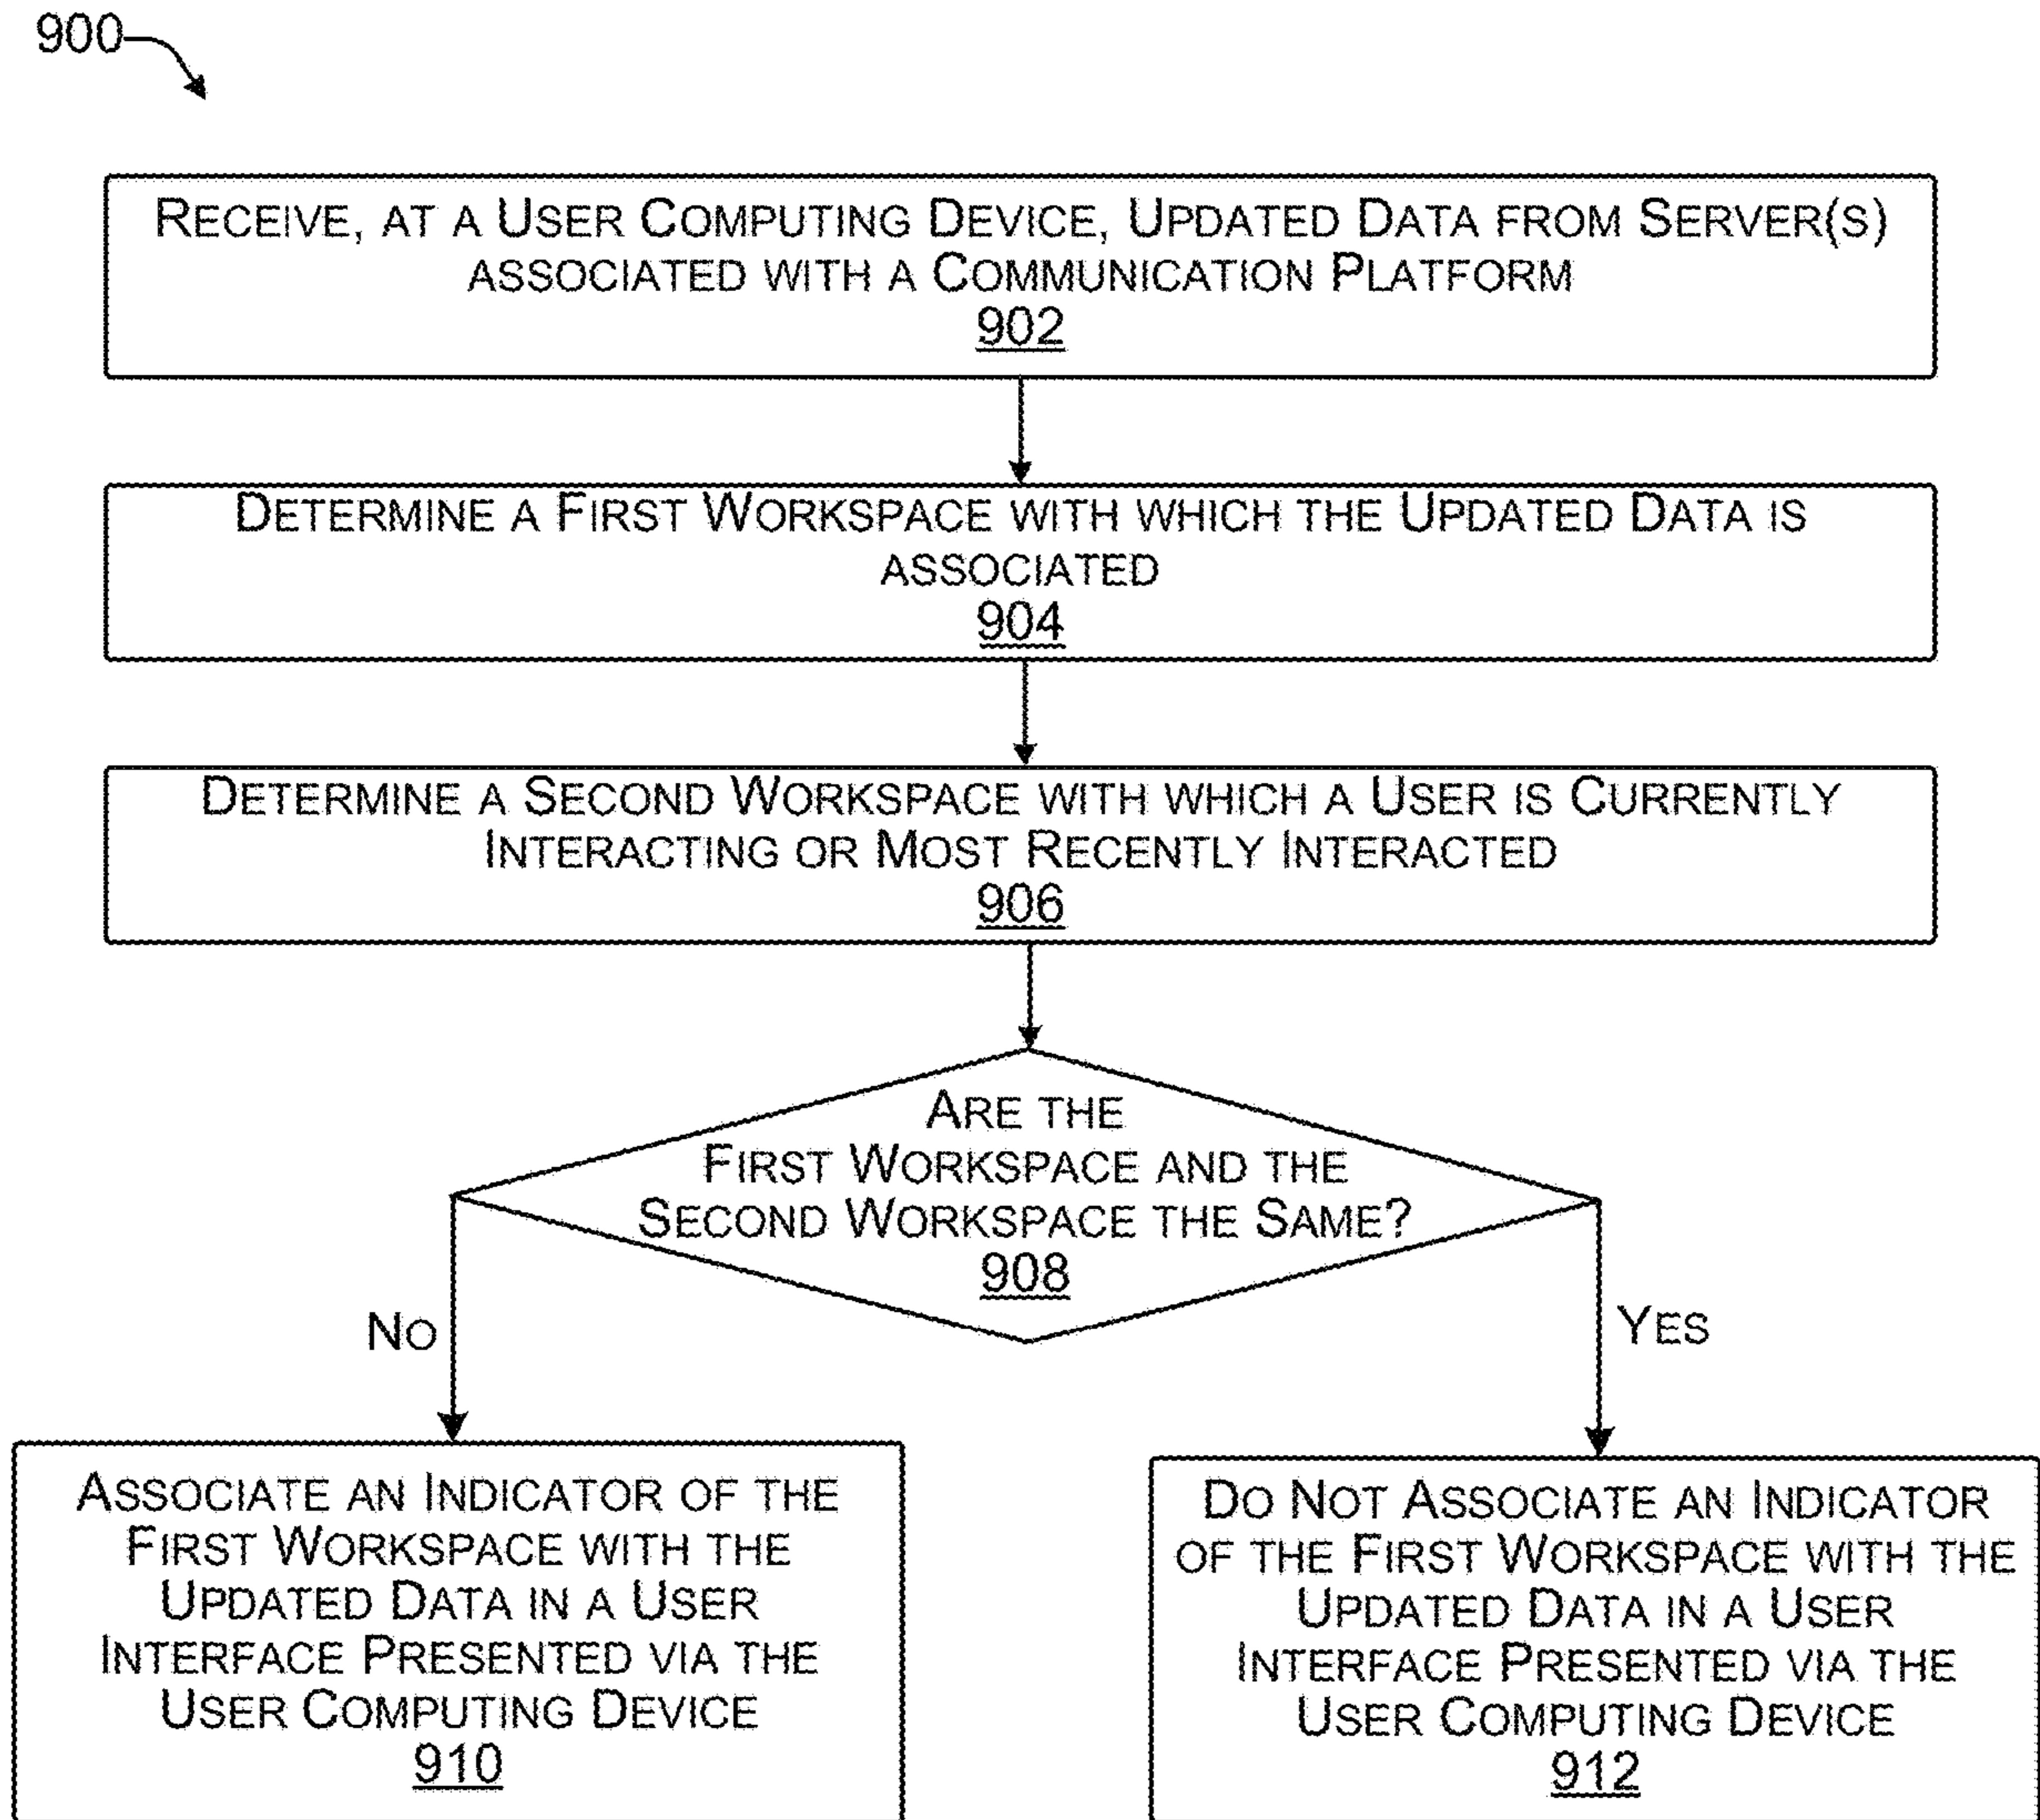 900
RECEIVE, AT A USER COMPUTING DEVICE, UPDATED DATA FROM SERVER(S)
ASSOCIATED WITH A COMMUNICATION PLATFORM
902
DETERMINE A FIRST WORKSPACE WITH WHICH THE UPDATED DATA IS
ASSOCIATED
904
DETERMINE A SECOND WORKSPACE WITH WHICH A USER IS CURRENTLY
INTERACTING OR MOST RECENTLY INTERACTED
906
ARE THE
FIRST WORKSPACE AND THE
SECOND WORKSPACE THE SAME?
908
NO
YES
ASSOCIATE AN INDICATOR OF THE
FIRST WORKSPACE WITH THE
UPDATED DATA IN A USER
INTERFACE PRESENTED VIA THE
USER COMPUTING DEVICE
910
DO NOT ASSOCIATE AN INDICATOR
OF THE FIRST WORKSPACE WITH THE
UPDATED DATA IN A USER
INTERFACE PRESENTED VIA THE
USER COMPUTING DEVICE
912